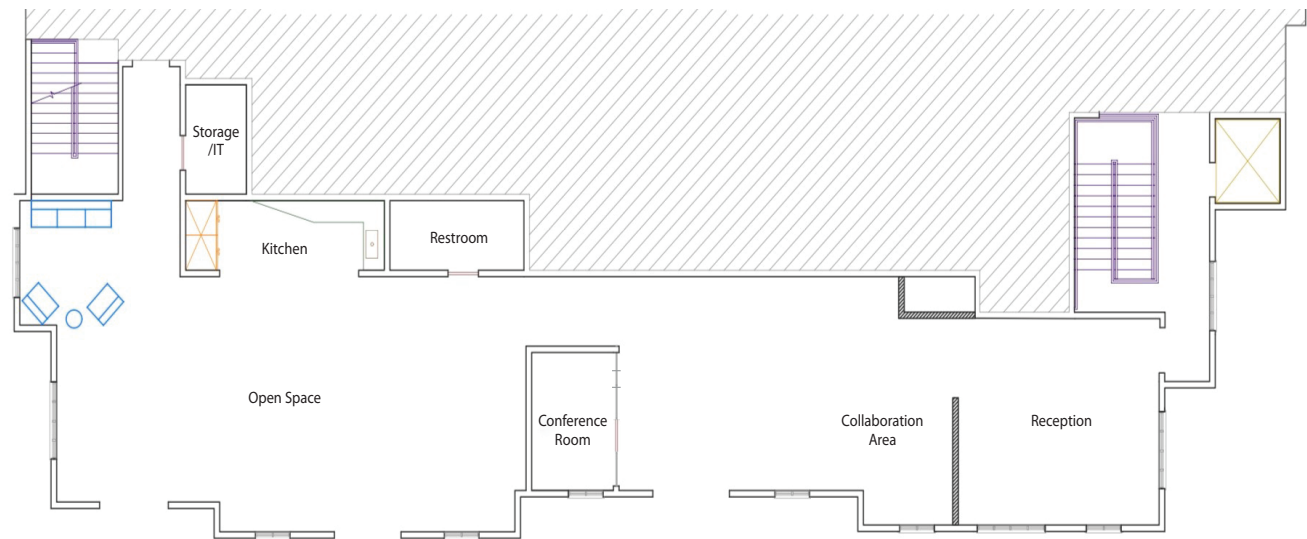 Storage
/IT
Kitchen
Restroom
Open Space
Conference
Room
Collaboration
Area
Reception